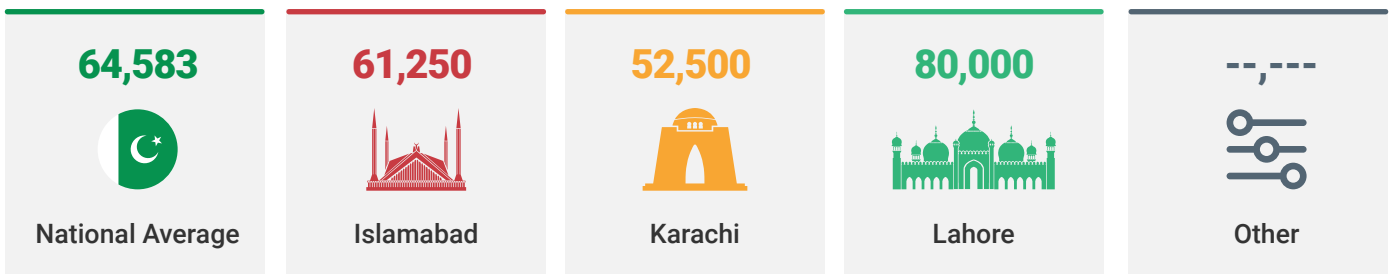 64,583
National Average
61,250
Islamabad
52,500
Karachi
80,000
Lahore
--,---
Other